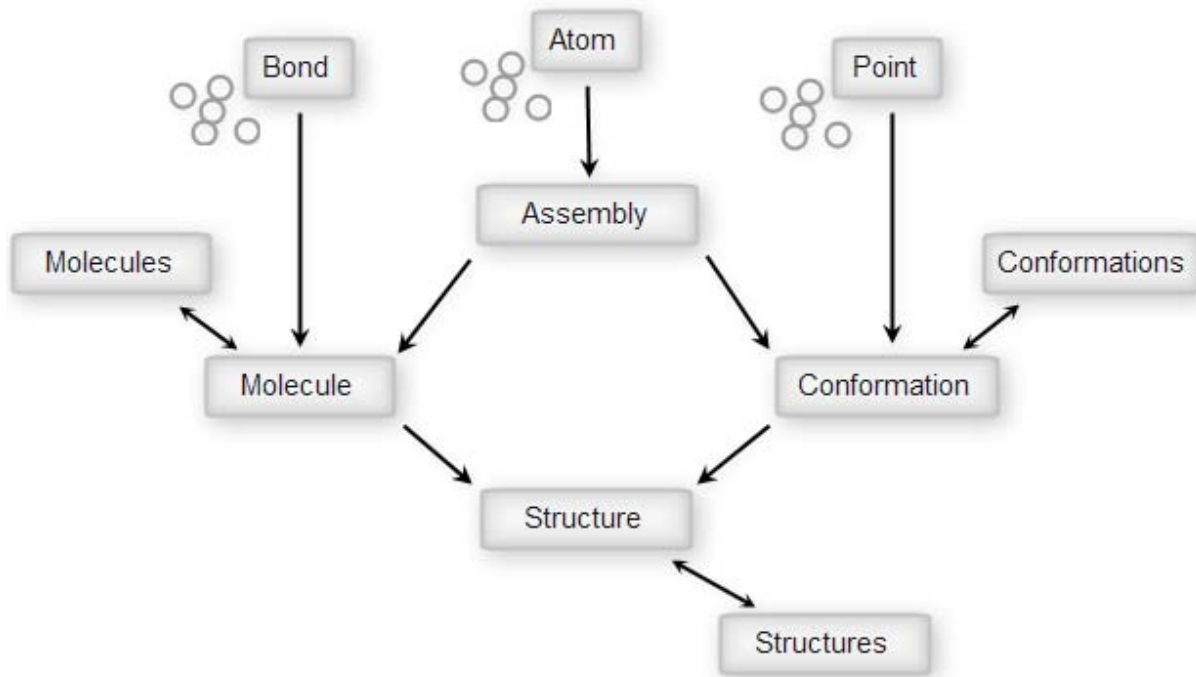 Atom
Bond
Point
Assembly
Molecules
Conformations
Molecule
Conformation
Structure
Structures